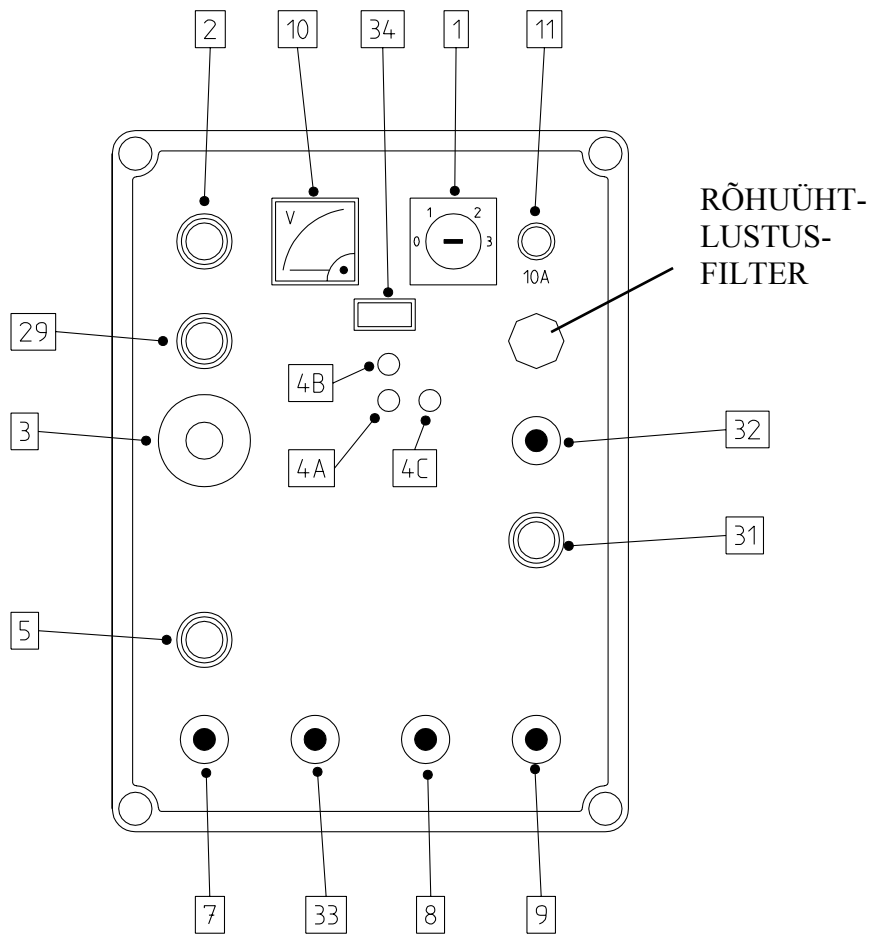 2 10 34 1 11
RÕHUÜHT-
LUSTUS-
FILTER
V
1 2
0 3
10A
29
4B
3
32
4A 4C
31
5
7 33 8 9